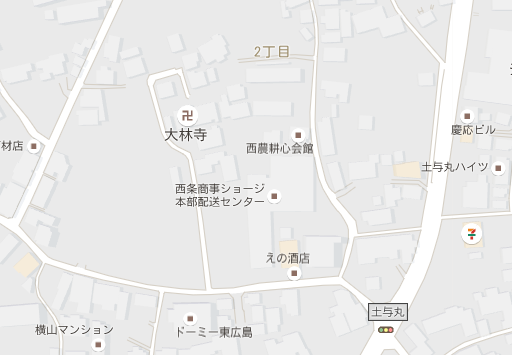 2丁目
大林寺
慶応ビル
西農耕心会館
材店
土与丸ハイツ
西条商事ショージ
本部配送センター
えの酒店
土与丸
横山マンション
ドーミー東広島